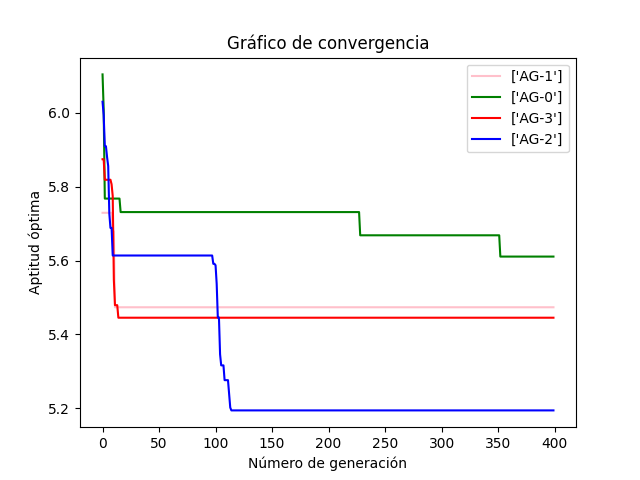 Gráfico de convergencia
['AG-1']
['AG-0']
['AG-3']
['AG-2']
Aptitud óptima
6.0
5.8
5.6
5.4
5.2
0 50 100 150 200 250 300 350 400
Número de generación